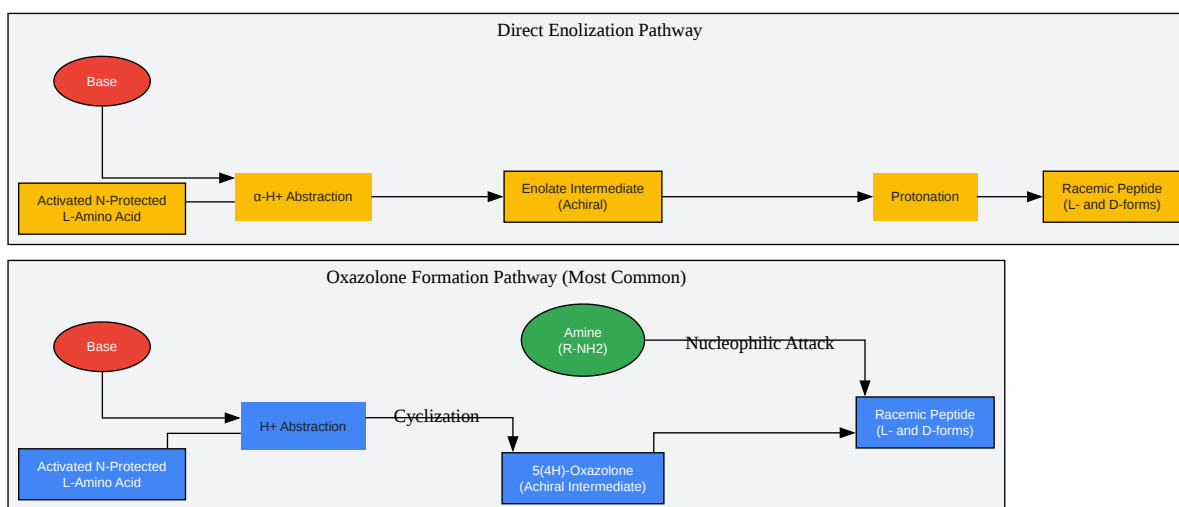 Direct Enolization Pathway
Base
Activated N-Protected
L-Amino Acid
α-H+ Abstraction
Enolate Intermediate
(Achiral)
Protonation
Racemic Peptide
(L- and D-forms)
Oxazolone Formation Pathway (Most Common)
Base
Activated N-Protected
L-Amino Acid
H+ Abstraction
Cyclization
5(4H)-Oxazolone
(Achiral Intermediate)
Amine
(R-NH2)
Nucleophilic Attack
Racemic Peptide
(L- and D-forms)